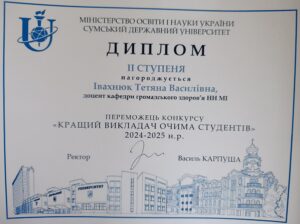 МІНІСТЕРСТВО ОСВІТИ І НАУКИ УКРАЇНИ
СУМСЬКИЙ ДЕРЖАВНИЙ УНІВЕРСИТЕТ
ДИПЛОМ
ІІ СТУПЕНЯ
нагороджується
Івахнюк Тетяна Василівна,
доцент кафедри громадського здоров'я НН МІ
ПЕРЕМОЖЕЦЬ КОНКУРСУ
«КРАЩИЙ ВИКЛАДАЧ ОЧИМА СТУДЕНТІВ»
2024-2025 н.р.
Ректор Василь КАРПУША
УНІВЕРСИТЕТ